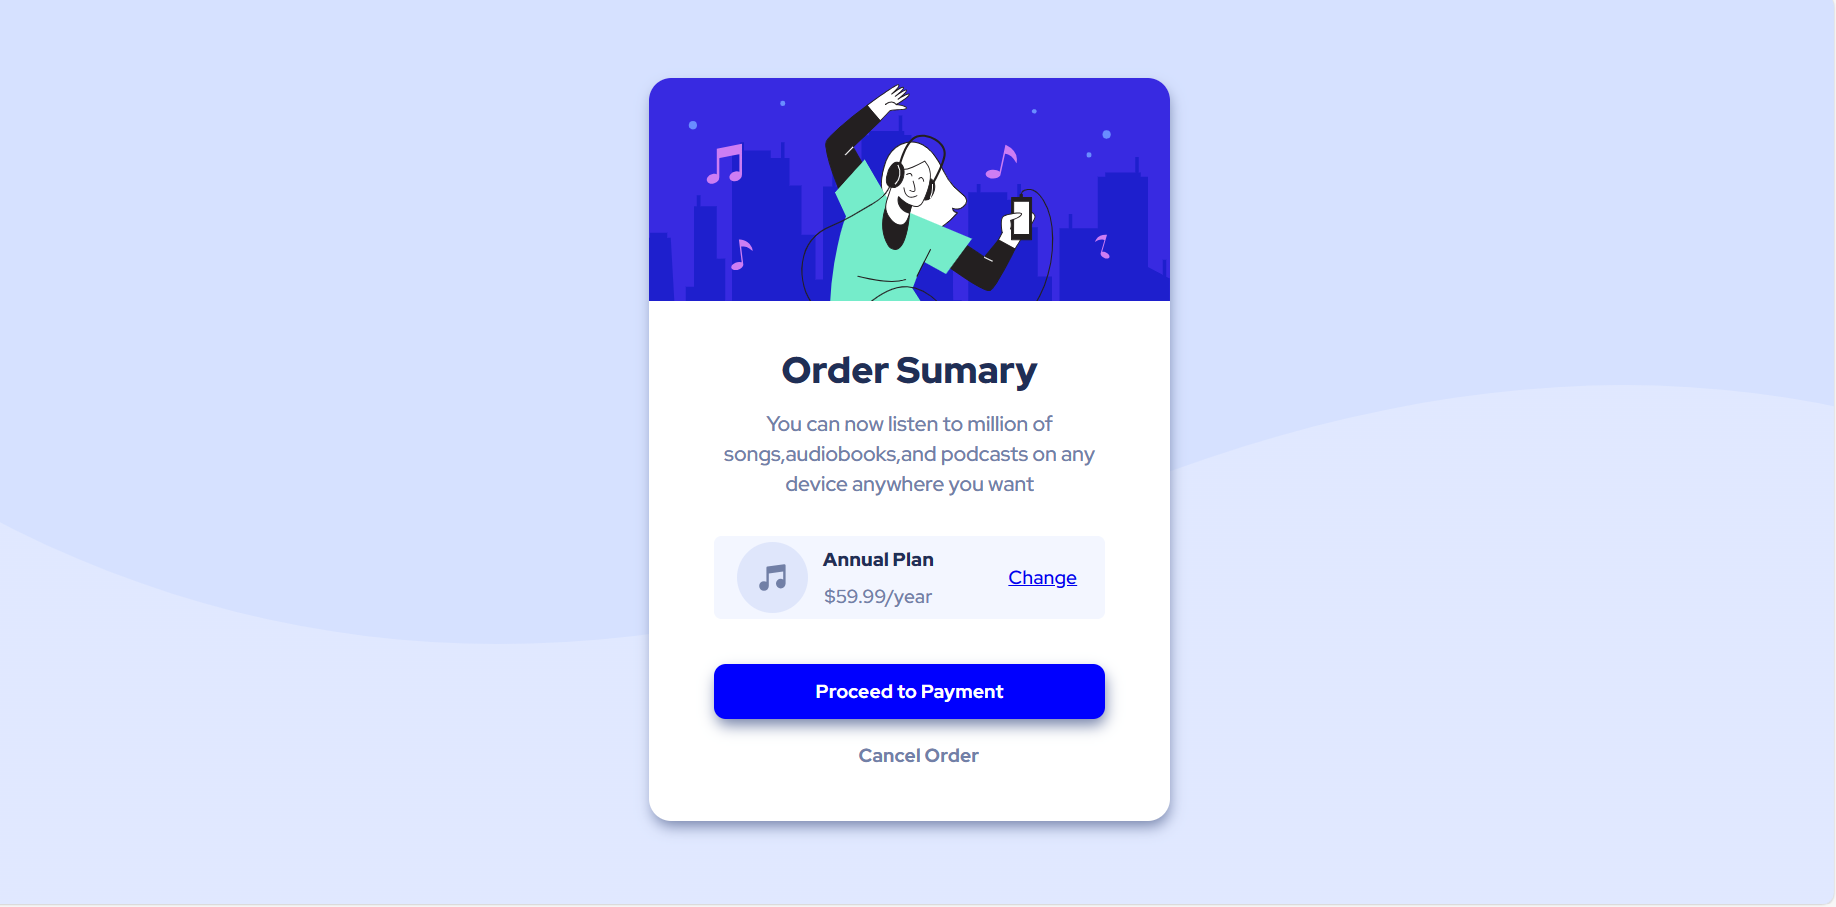 Order Sumary
You can now listen to million of
songs,audiobooks,and podcasts on any
device anywhere you want
Annual Plan
$59.99/year
Change
Proceed to Payment
Cancel Order